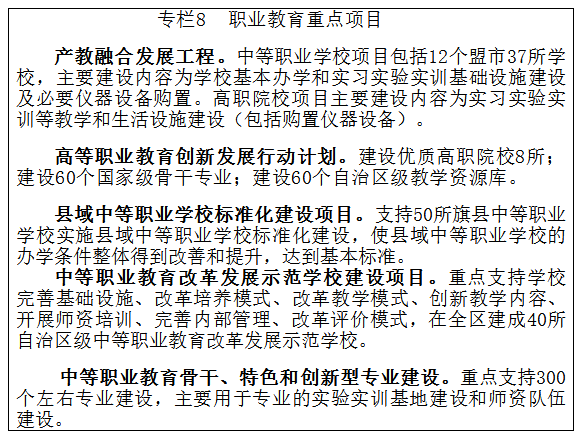 专栏8　职业教育重点项目
产教融合发展工程。中等职业学校项目包括12个盟市37所学
校，主要建设内容为学校基本办学和实习实验实训基础设施建设
及必要仪器设备购置。高职院校项目主要建设内容为实习实验实
训等教学和生活设施建设（包括购置仪器设备）。
高等职业教育创新发展行动计划。建设优质高职院校8所；
建设60个国家级骨干专业；建设60个自治区级教学资源库。
县域中等职业学校标准化建设项目。支持50所旗县中等职业
学校实施县域中等职业学校标准化建设，使县域中等职业学校的
办学条件整体得到改善和提升，达到基本标准。
中等职业教育改革发展示范学校建设项目。重点支持学校
完善基础设施、改革培养模式、改革教学模式、创新教学内容、
开展师资培训、完善内部管理、改革评价模式，在全区建成40所
自治区级中等职业教育改革发展示范学校。
中等职业教育骨干、特色和创新型专业建设。重点支持300
个左右专业建设，主要用于专业的实验实训基地建设和师资队伍
建设。